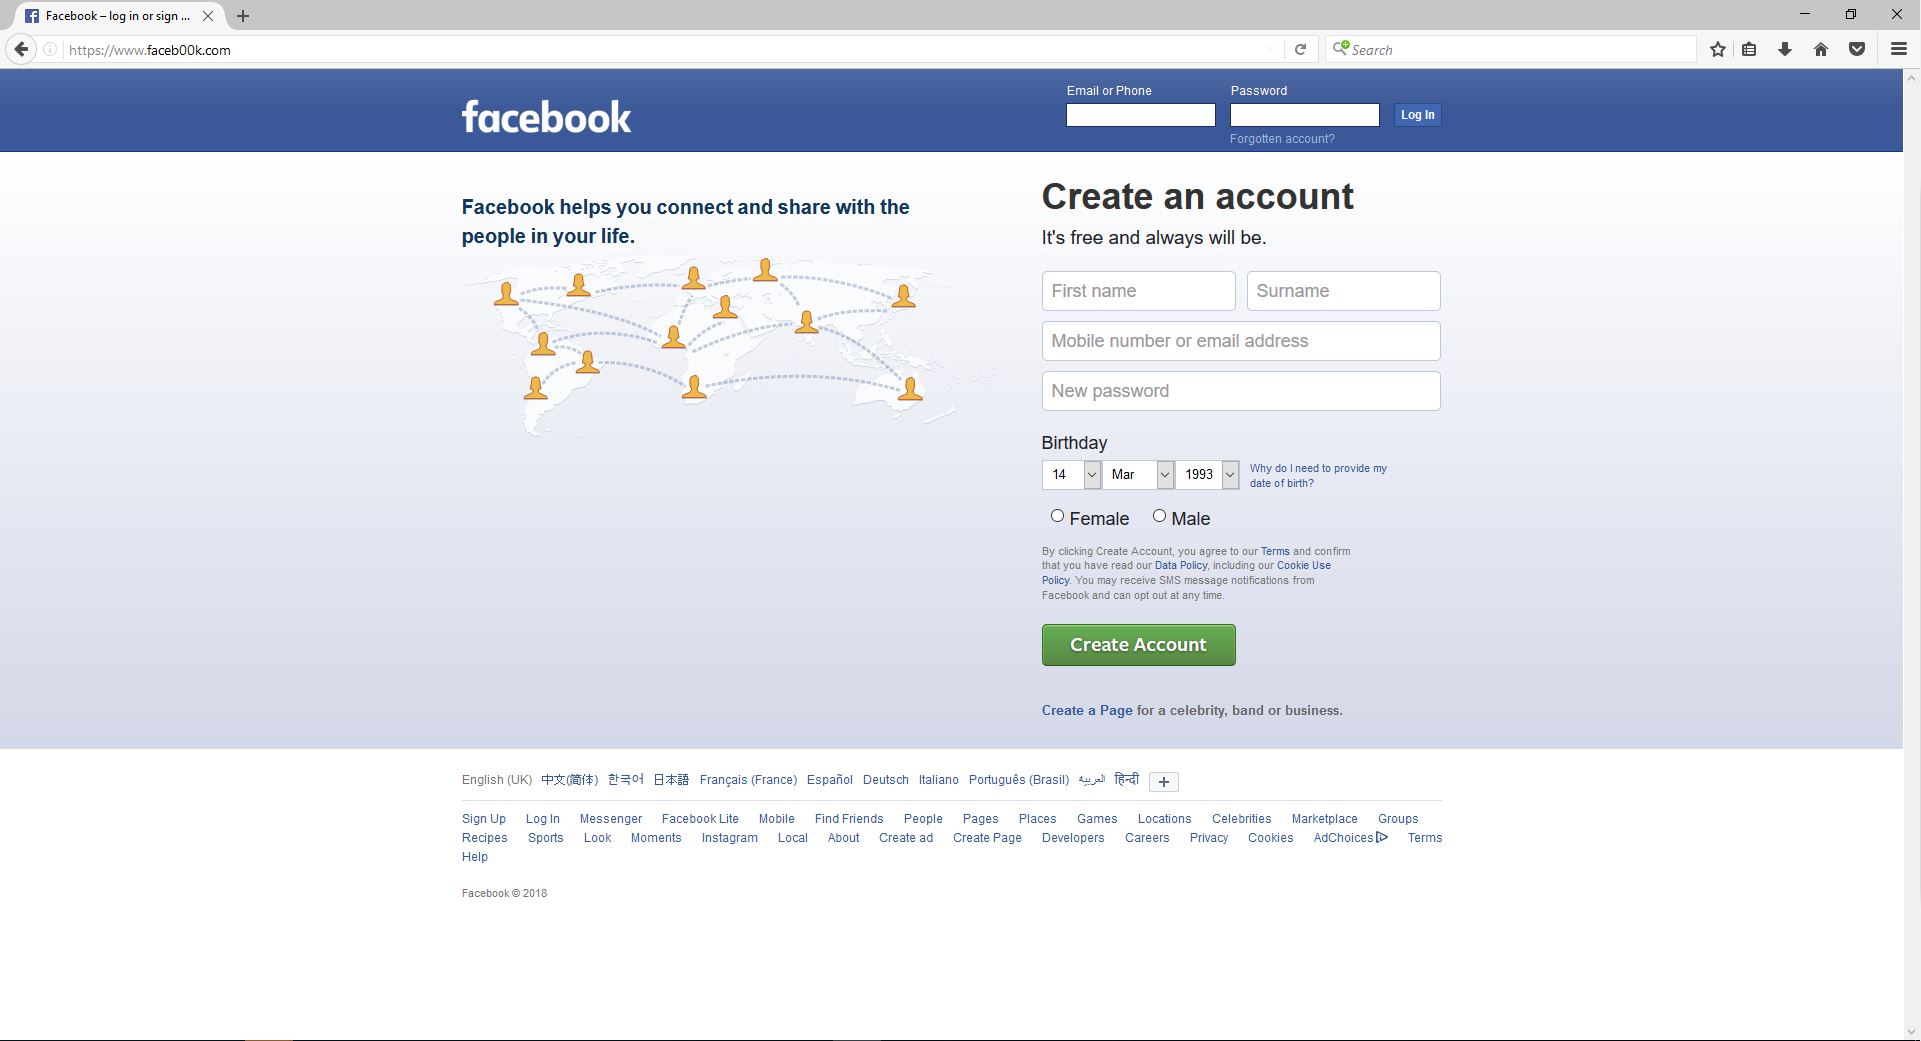 Facebook – log in or sign ...
https://www.faceb00k.com
Search
facebook
Email or Phone
Password
Log In
Forgotten account?
Facebook helps you connect and share with the
people in your life.
Create an account
It's free and always will be.
First name
Surname
Mobile number or email address
New password
Birthday
14 Mar 1993
Why do I need to provide my
date of birth?
Female Male
By clicking Create Account, you agree to our Terms and confirm
that you have read our Data Policy, including our Cookie Use
Policy. You may receive SMS message notifications from
Facebook and can opt out at any time.
Create Account
Create a Page for a celebrity, band or business.
English (UK) 中文(简体) 한국어 日本語 Français (France) Español Deutsch Italiano Português (Brasil) العربية हिन्दी
Sign Up Log In Messenger Facebook Lite Mobile Find Friends People Pages Places Games Locations Celebrities Marketplace Groups
Recipes Sports Look Moments Instagram Local About Create ad Create Page Developers Careers Privacy Cookies AdChoices Terms
Help
Facebook © 2018